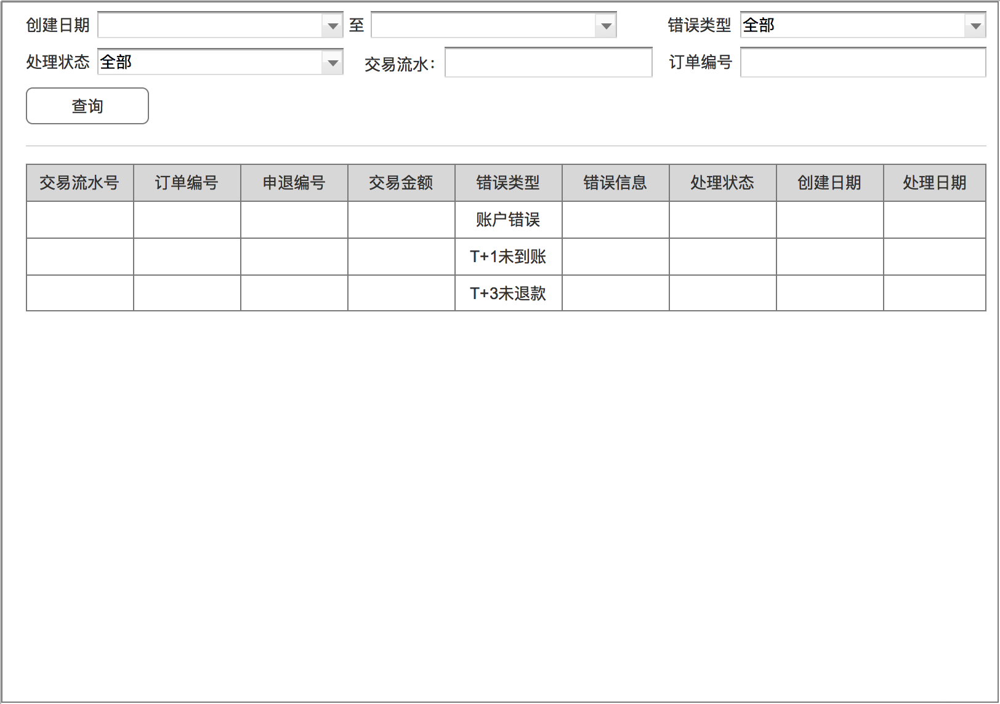 创建日期 至 错误类型 全部
处理状态 全部 交易流水： 订单编号
查询
交易流水号 订单编号 申退编号 交易金额 错误类型 错误信息 处理状态 创建日期 处理日期
账户错误
T+1未到账
T+3未退款